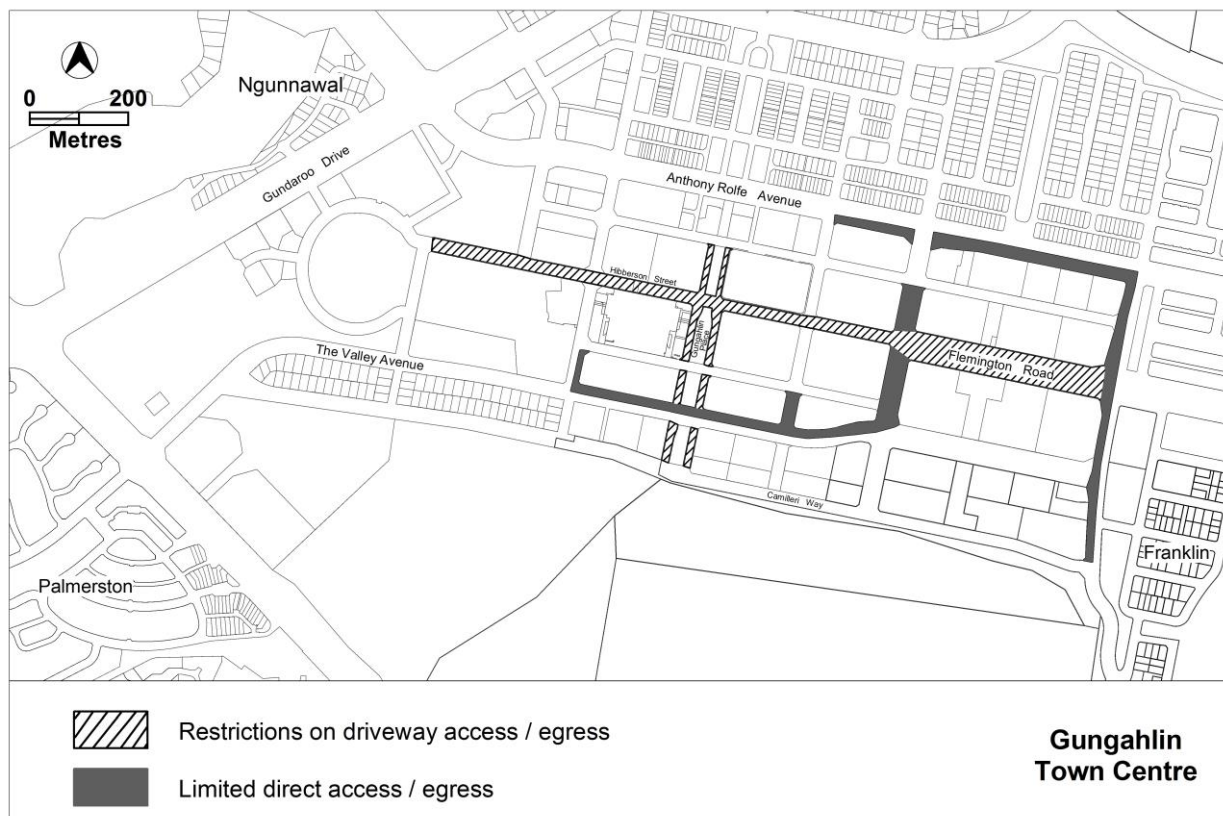 Ngunnawal
0 200
Metres
Gundaroo Drive
Anthony Rolfe Avenue
Hibberson Street
Gungahlin
Place
The Valley Avenue
Flemington Road
Camilleri Way
Franklin
Palmerston
Restrictions on driveway access / egress
Limited direct access / egress
Gungahlin
Town Centre